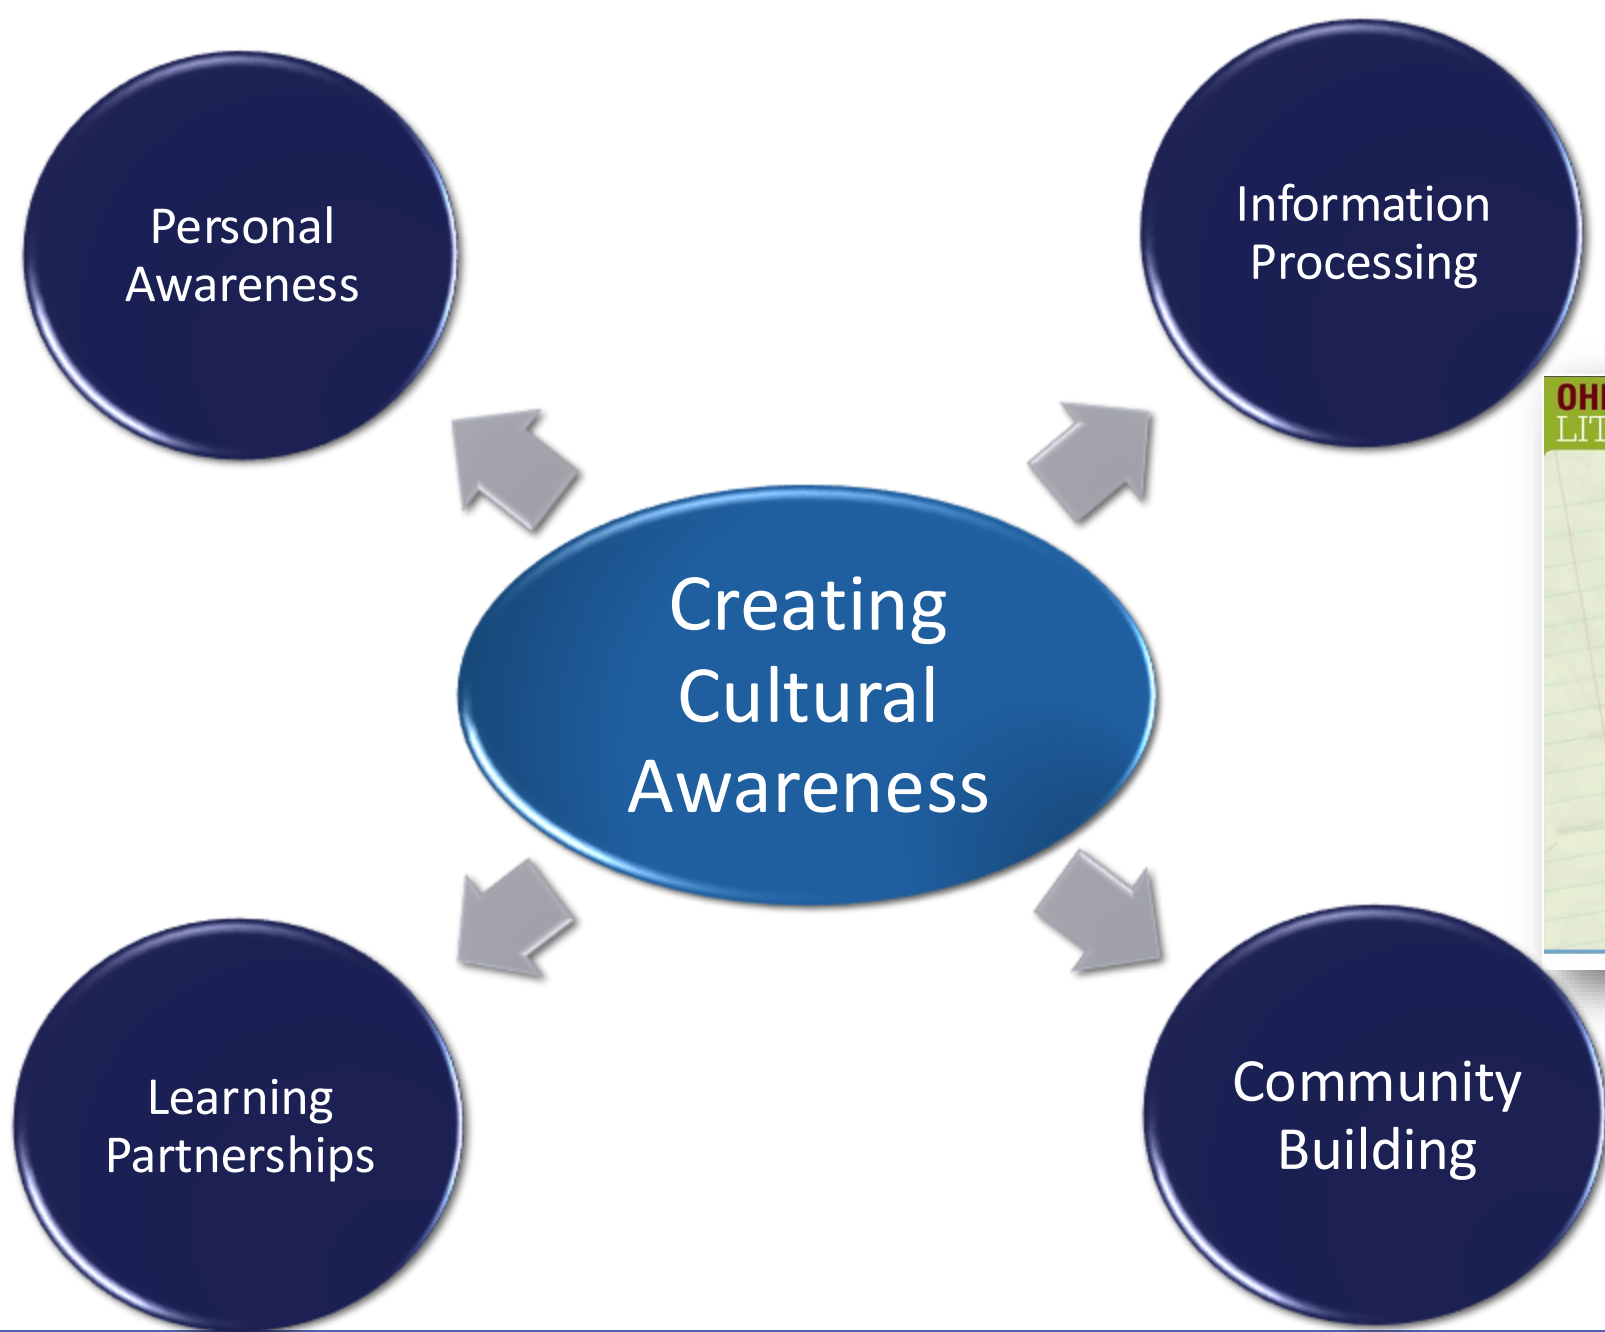 Personal
Awareness
Information
Processing
Creating
Cultural
Awareness
Learning
Partnerships
Community
Building